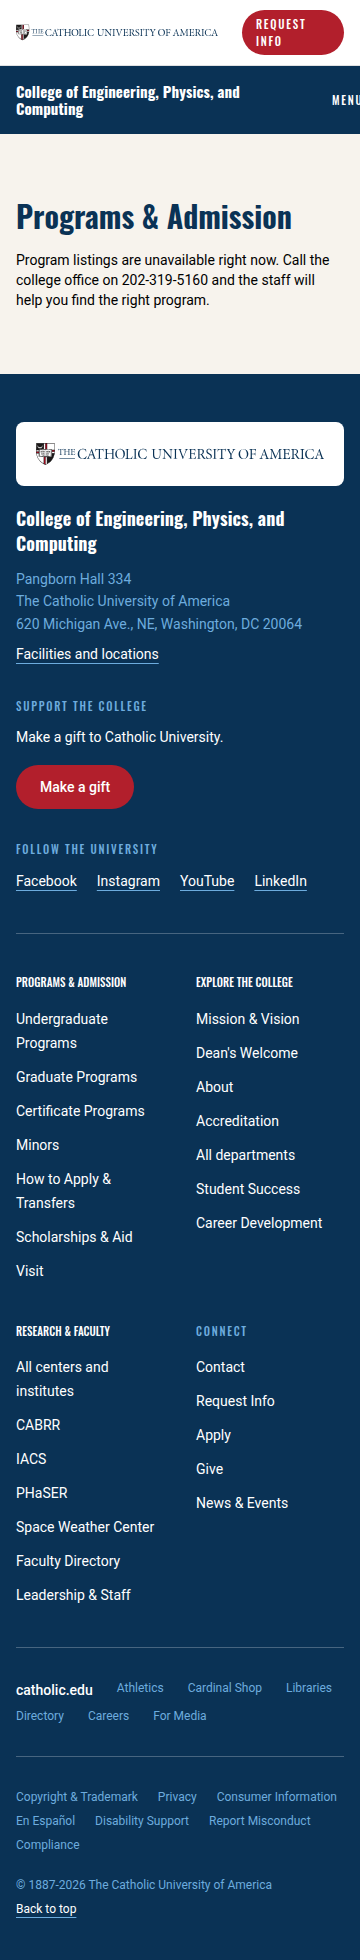 THE CATHOLIC UNIVERSITY OF AMERICA
REQUEST
INFO
College of Engineering, Physics, and
Computing
MENU
Programs & Admission
Program listings are unavailable right now. Call the
college office on 202-319-5160 and the staff will
help you find the right program.
THE CATHOLIC UNIVERSITY OF AMERICA
College of Engineering, Physics, and
Computing
Pangborn Hall 334
The Catholic University of America
620 Michigan Ave., NE, Washington, DC 20064
Facilities and locations
SUPPORT THE COLLEGE
Make a gift to Catholic University.
Make a gift
FOLLOW THE UNIVERSITY
Facebook Instagram YouTube LinkedIn
PROGRAMS & ADMISSION
Undergraduate
Programs
Graduate Programs
Certificate Programs
Minors
How to Apply &
Transfers
Scholarships & Aid
Visit
EXPLORE THE COLLEGE
Mission & Vision
Dean's Welcome
About
Accreditation
All departments
Student Success
Career Development
RESEARCH & FACULTY
All centers and
institutes
CABRR
IACS
PHaSER
Space Weather Center
Faculty Directory
Leadership & Staff
CONNECT
Contact
Request Info
Apply
Give
News & Events
catholic.edu Athletics Cardinal Shop Libraries
Directory Careers For Media
Copyright & Trademark Privacy Consumer Information
En Español Disability Support Report Misconduct
Compliance
© 1887-2026 The Catholic University of America
Back to top